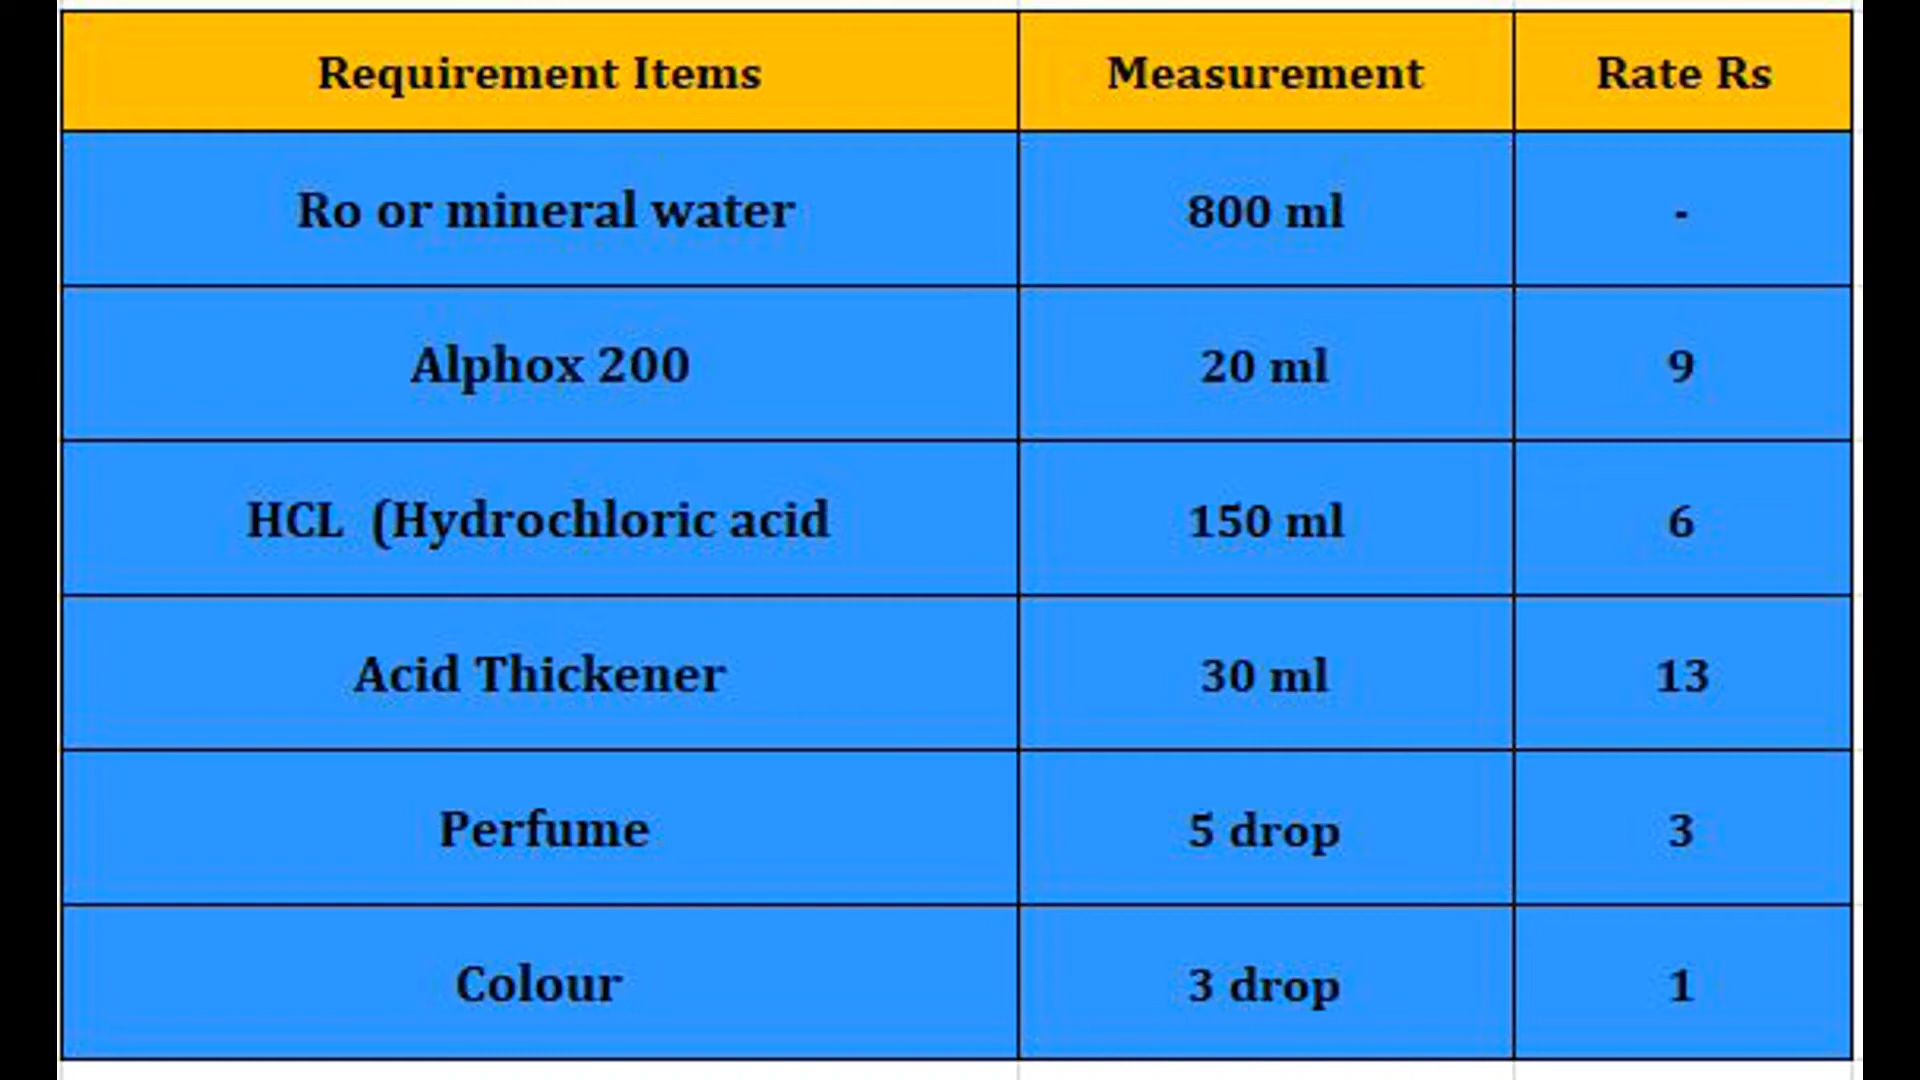 Requirement Items Measurement Rate Rs
Ro or mineral water 800 ml -
Alphox 200 20 ml 9
HCL (Hydrochloric acid 150 ml 6
Acid Thickener 30 ml 13
Perfume 5 drop 3
Colour 3 drop 1